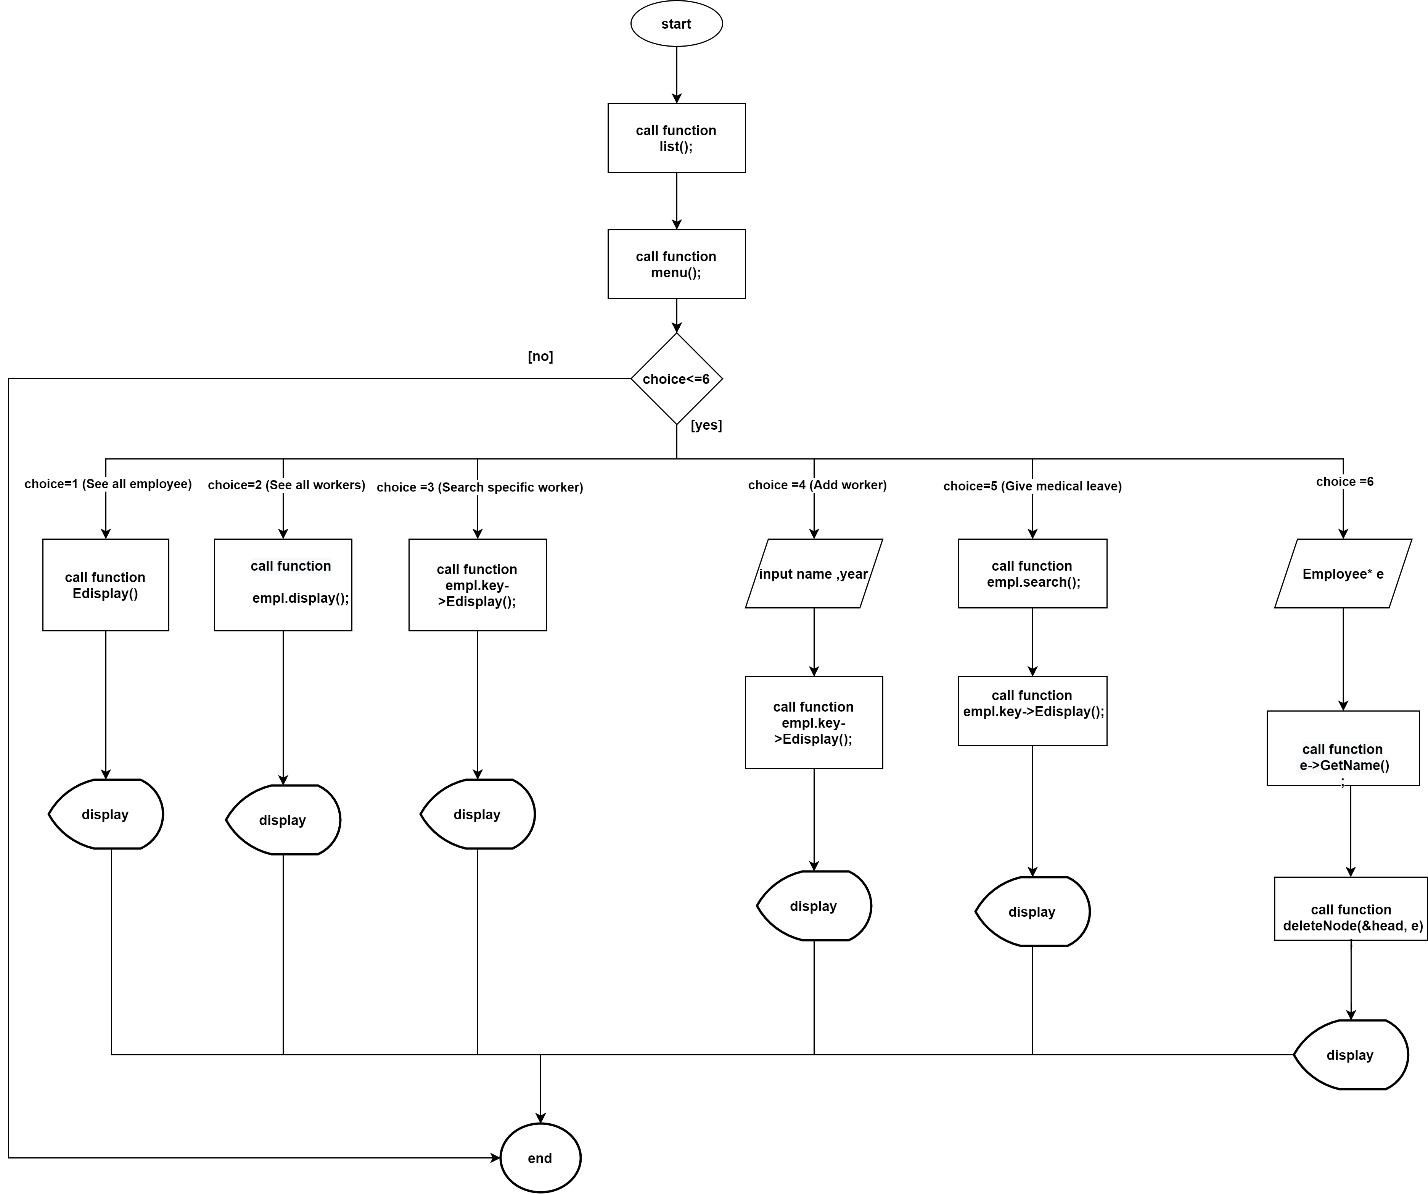 start
call function
list();
call function
menu();
[no]
choice<=6
[yes]
choice=1 (See all employee)
choice=2 (See all workers)
choice =3 (Search specific worker)
choice =4 (Add worker)
choice=5 (Give medical leave)
choice =6
call function
Edisplay()
call function
empl.display();
call function
empl.key-
>Edisplay();
input name ,year
call function
empl.search();
Employee* e
call function
empl.key-
>Edisplay();
call function
empl.key->Edisplay();
call function
e->GetName()
;
display
display
display
display
display
call function
deleteNode(&head, e)
display
end